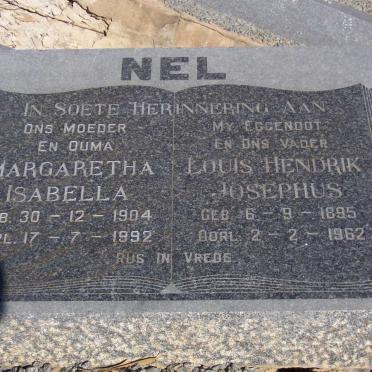 NEL
IN SOETE HERINNERING AAN
ONS MOEDER
EN OUMA
MARGARETHA
ISABELLA
B. 30 - 12 - 1904
RL. 17 - 7 - 1992
MY EGGENOOT
EN ONS VADER
LOUIS HENDRIK
JOSEPHUS
GEB. 6 - 9 - 1895
OORL. 2 - 2 - 1962
RUS IN VREDE